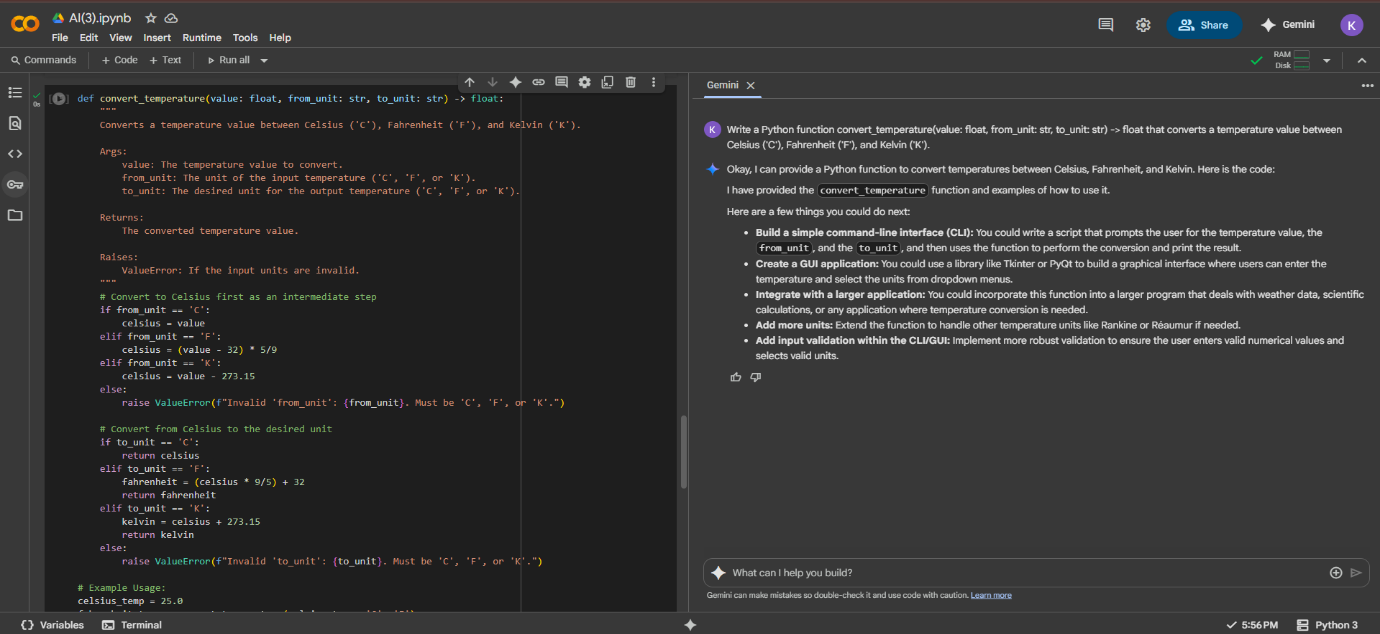 AI(3).ipynb
File Edit View Insert Runtime Tools Help
Share
Gemini
K
Commands
+ Code + Text
Run all
RAM
Disk
0s
def convert_temperature(value: float, from_unit: str, to_unit: str) -> float:
"""
Converts a temperature value between Celsius ('C'), Fahrenheit ('F'), and Kelvin ('K').
Args:
value: The temperature value to convert.
from_unit: The unit of the input temperature ('C', 'F', or 'K').
to_unit: The desired unit for the output temperature ('C', 'F', or 'K').
Returns:
The converted temperature value.
Raises:
ValueError: If the input units are invalid.
"""
# Convert to Celsius first as an intermediate step
if from_unit == 'C':
celsius = value
elif from_unit == 'F':
celsius = (value - 32) * 5/9
elif from_unit == 'K':
celsius = value - 273.15
else:
raise ValueError(f"Invalid 'from_unit': {from_unit}. Must be 'C', 'F', or 'K'.")
# Convert from Celsius to the desired unit
if to_unit == 'C':
return celsius
elif to_unit == 'F':
fahrenheit = (celsius * 9/5) + 32
return fahrenheit
elif to_unit == 'K':
kelvin = celsius + 273.15
return kelvin
else:
raise ValueError(f"Invalid 'to_unit': {to_unit}. Must be 'C', 'F', or 'K'.")
# Example Usage:
celsius_temp = 25.0
Gemini
K
Write a Python function convert_temperature(value: float, from_unit: str, to_unit: str) -> float that converts a temperature value between
Celsius ('C'), Fahrenheit ('F'), and Kelvin ('K').
Okay, I can provide a Python function to convert temperatures between Celsius, Fahrenheit, and Kelvin. Here is the code:
I have provided the convert_temperature function and examples of how to use it.
Here are a few things you could do next:
• Build a simple command-line interface (CLI): You could write a script that prompts the user for the temperature value, the
from_unit, and the to_unit, and then uses the function to perform the conversion and print the result.
• Create a GUI application: You could use a library like Tkinter or PyQt to build a graphical interface where users can enter the
temperature and select the units from dropdown menus.
• Integrate with a larger application: You could incorporate this function into a larger program that deals with weather data, scientific
calculations, or any application where temperature conversion is needed.
• Add more units: Extend the function to handle other temperature units like Rankine or Réaumur if needed.
• Add input validation within the CLI/GUI: Implement more robust validation to ensure the user enters valid numerical values and
selects valid units.
What can I help you build?
Gemini can make mistakes so double-check it and use code with caution. Learn more
Variables
Terminal
5:56 PM
Python 3